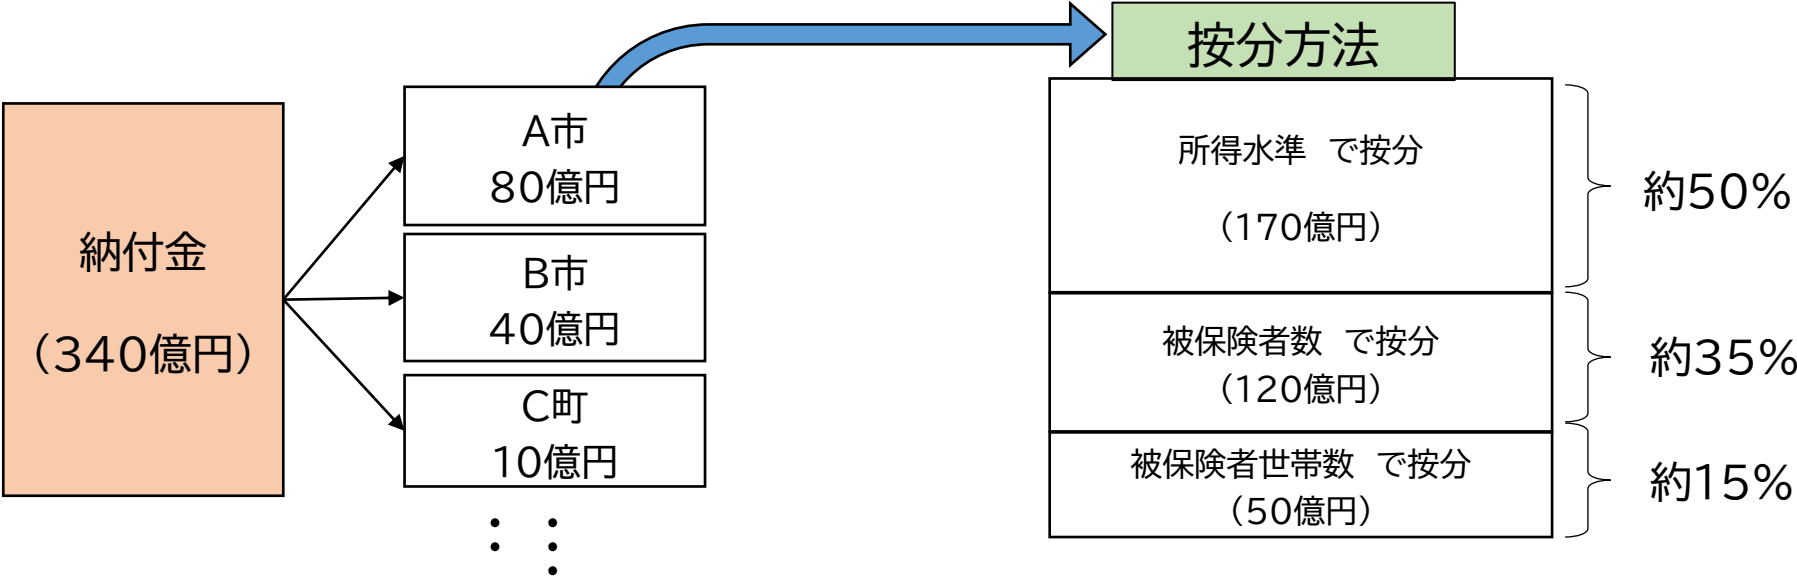 納付金
（340億円）
A市
80億円
B市
40億円
C町
10億円
按分方法
所得水準　で按分
（170億円）
約50%
被保険者数　で按分
（120億円）
約35%
被保険者世帯数　で按分
（50億円）
約15%